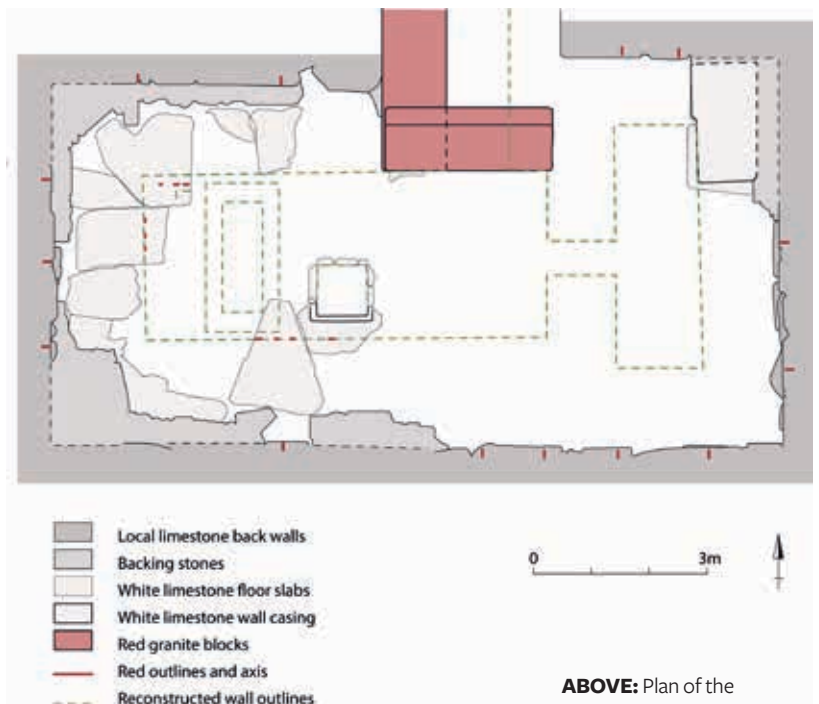 Local limestone back walls
Backing stones
White limestone floor slabs
White limestone wall casing
Red granite blocks
Red outlines and axis
Reconstructed wall outlines
0 3m
ABOVE: Plan of the